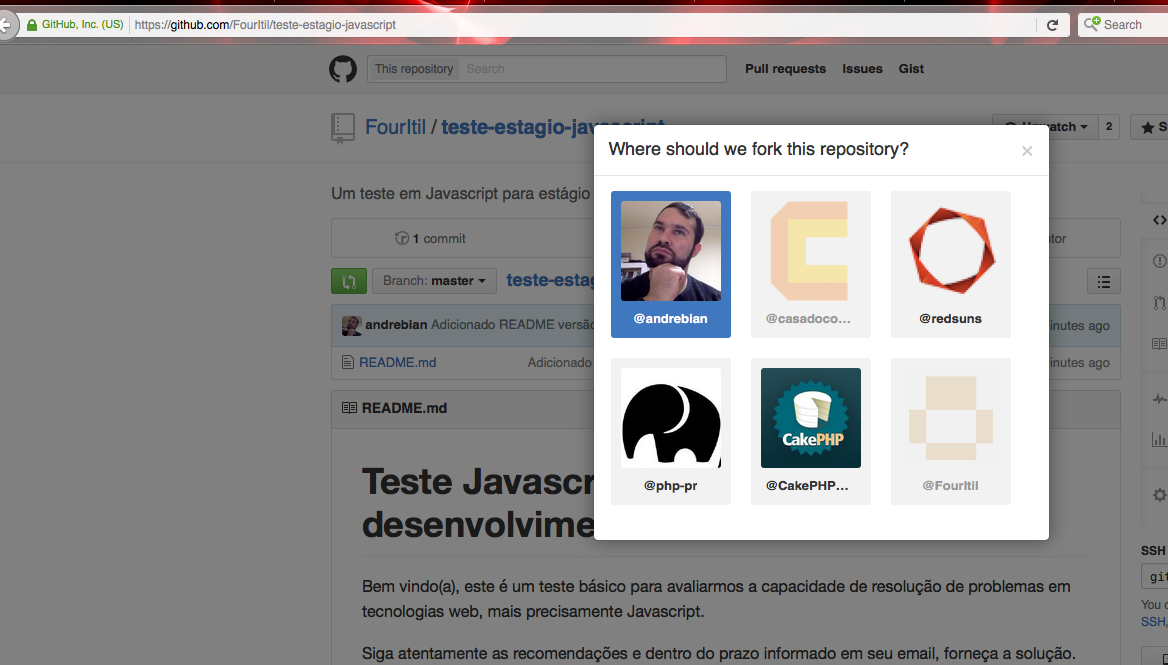 GitHub, Inc. (US) https://github.com/FourItil/teste-estagio-javascript Search
This repository Search Pull requests Issues Gist
FourItil / teste-estagio-javascript Unwatch 2
Where should we fork this repository?
Um teste em Javascript para estágio
@andrebian @casadoco... @redsuns
1 commit
Branch: master teste-estag
andrebian Adicionado README versão inutes ago
README.md Adicionado inutes ago
@php-pr @CakePHP... @FourItil
CakePHP
README.md
Teste Javascr
desenvolvime
Bem vindo(a), este é um teste básico para avaliarmos a capacidade de resolução de problemas em
tecnologias web, mais precisamente Javascript.
Siga atentamente as recomendações e dentro do prazo informado em seu email, forneça a solução.
SSH
git
You c
SSH,